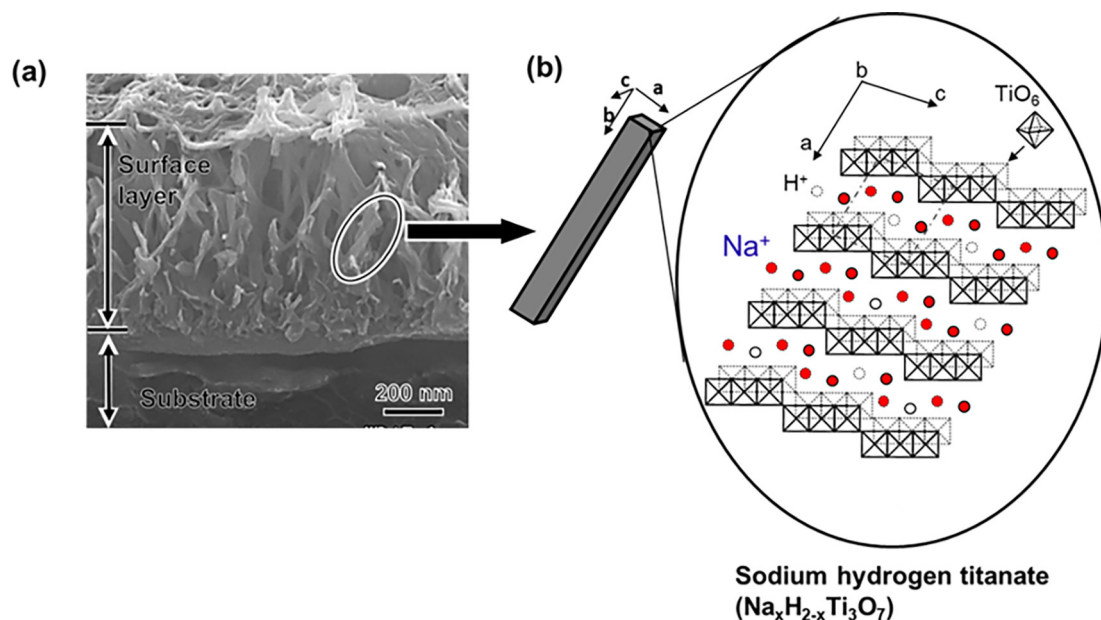 (a)
Surface
layer
Substrate
200 nm
(b)
c
a
b
b
c
a
TiO₆
H⁺
Na⁺
Sodium hydrogen titanate
(NaₓH₂₋ₓTi₃O₇)